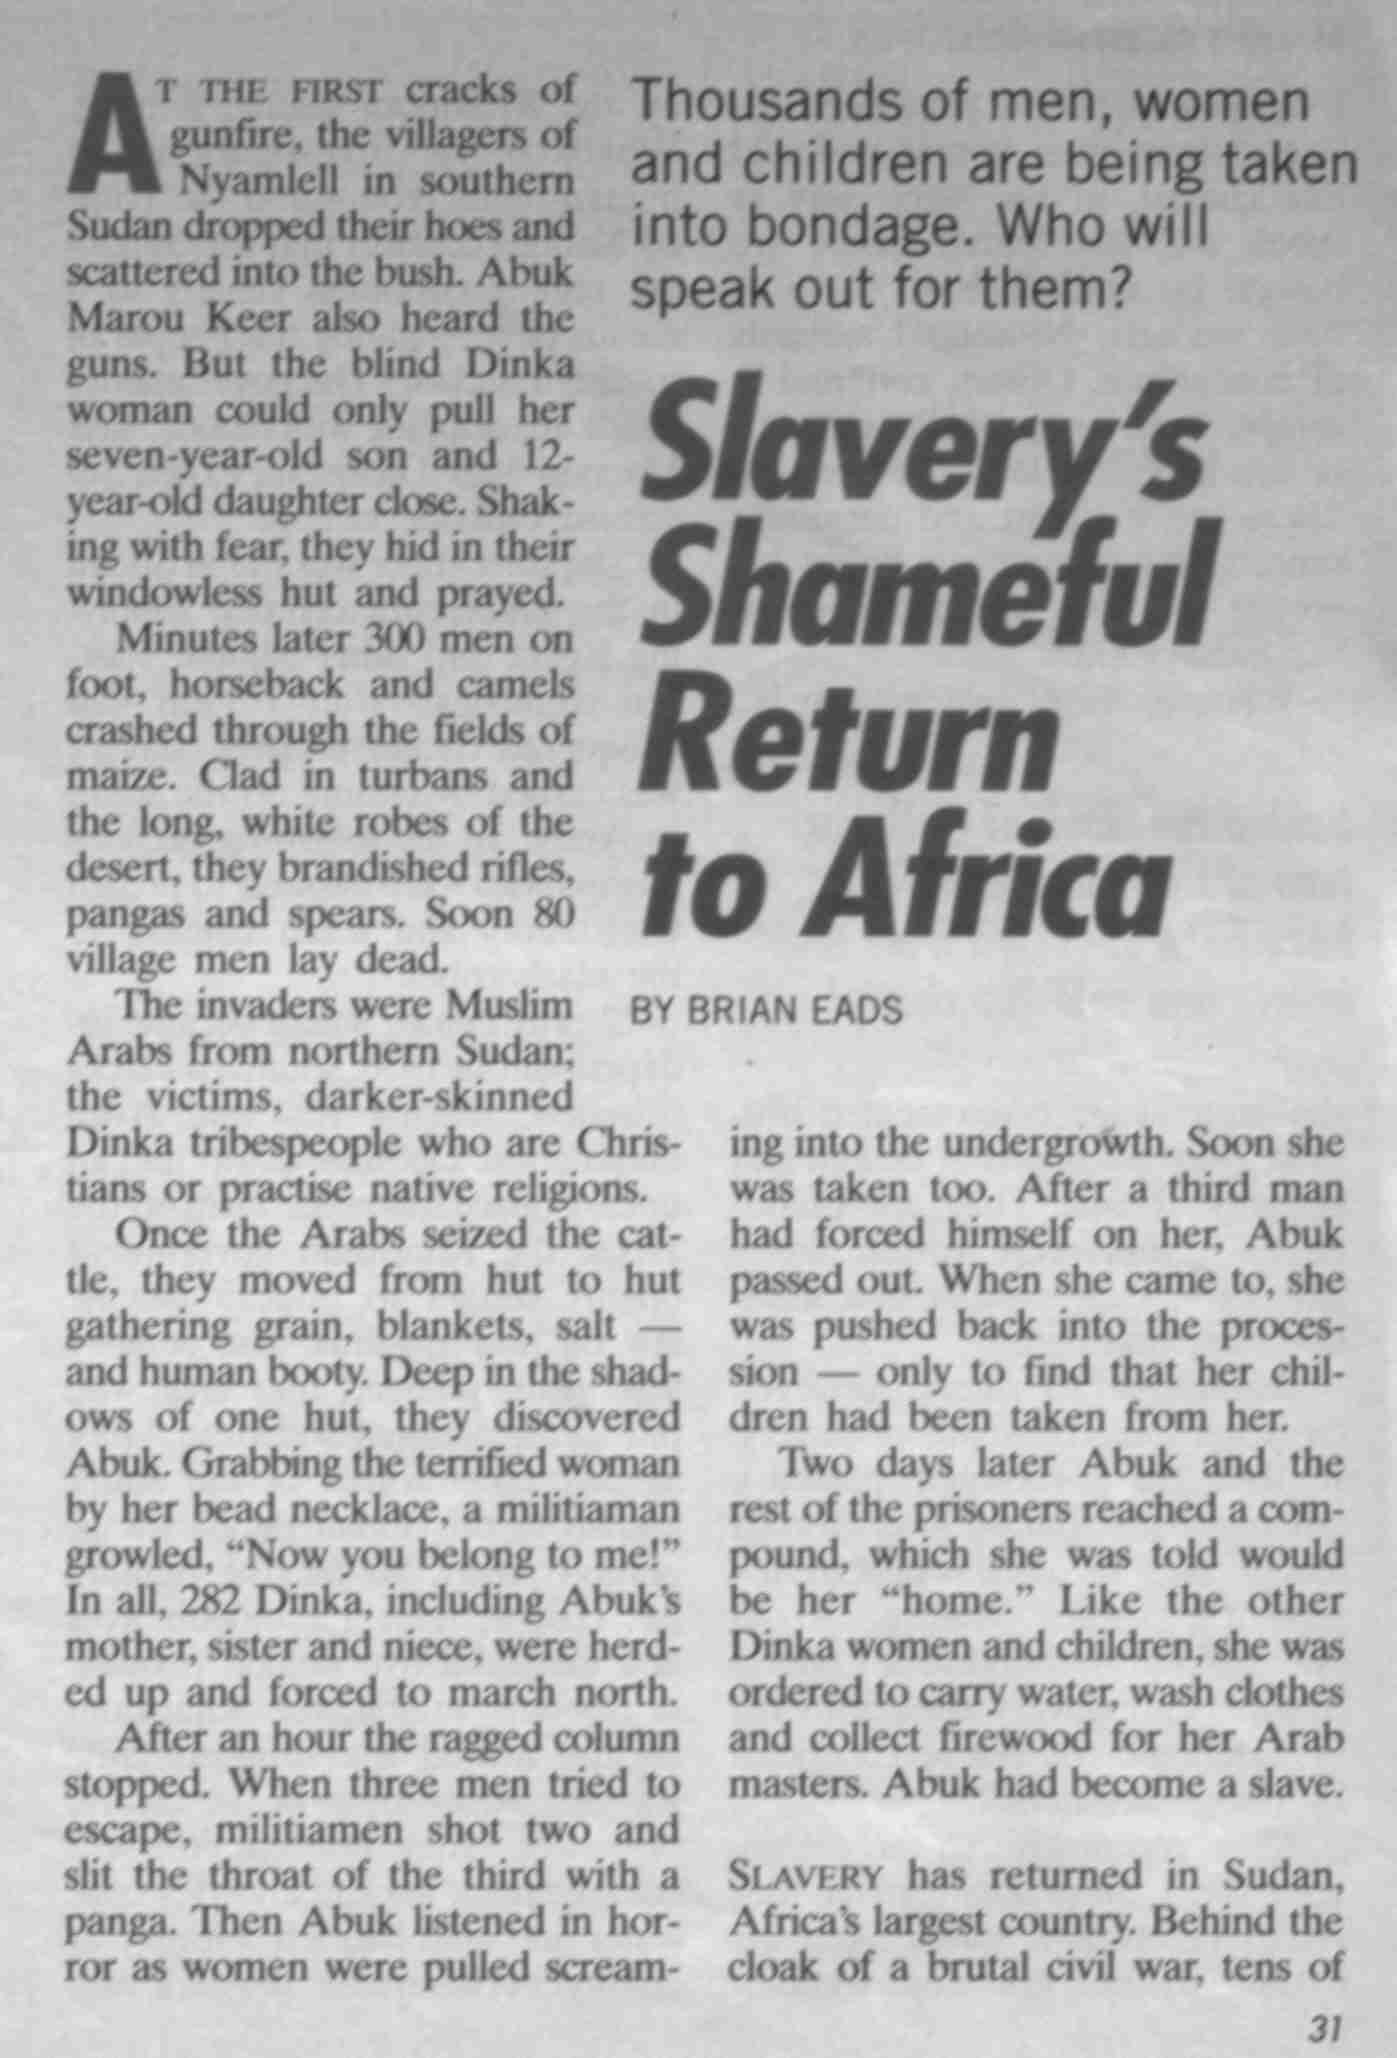 Thousands of men, women
and children are being taken
into bondage. Who will
speak out for them?
Slavery's
Shameful
Return
to Africa
BY BRIAN EADS
AT THE FIRST cracks of
gunfire, the villagers of
Nyamlell in southern
Sudan dropped their hoes and
scattered into the bush. Abuk
Marou Keer also heard the
guns. But the blind Dinka
woman could only pull her
seven-year-old son and 12-
year-old daughter close. Shak-
ing with fear, they hid in their
windowless hut and prayed.
Minutes later 300 men on
foot, horseback and camels
crashed through the fields of
maize. Clad in turbans and
the long, white robes of the
desert, they brandished rifles,
pangas and spears. Soon 80
village men lay dead.
The invaders were Muslim
Arabs from northern Sudan;
the victims, darker-skinned
Dinka tribespeople who are Chris-
tians or practise native religions.
Once the Arabs seized the cat-
tle, they moved from hut to hut
gathering grain, blankets, salt —
and human booty. Deep in the shad-
ows of one hut, they discovered
Abuk. Grabbing the terrified woman
by her bead necklace, a militiaman
growled, “Now you belong to me!”
In all, 282 Dinka, including Abuk's
mother, sister and niece, were herd-
ed up and forced to march north.
After an hour the ragged column
stopped. When three men tried to
escape, militiamen shot two and
slit the throat of the third with a
panga. Then Abuk listened in hor-
ror as women were pulled scream-
ing into the undergrowth. Soon she
was taken too. After a third man
had forced himself on her, Abuk
passed out. When she came to, she
was pushed back into the proces-
sion — only to find that her chil-
dren had been taken from her.
Two days later Abuk and the
rest of the prisoners reached a com-
pound, which she was told would
be her “home.” Like the other
Dinka women and children, she was
ordered to carry water, wash clothes
and collect firewood for her Arab
masters. Abuk had become a slave.
SLAVERY has returned in Sudan,
Africa's largest country. Behind the
cloak of a brutal civil war, tens of
31